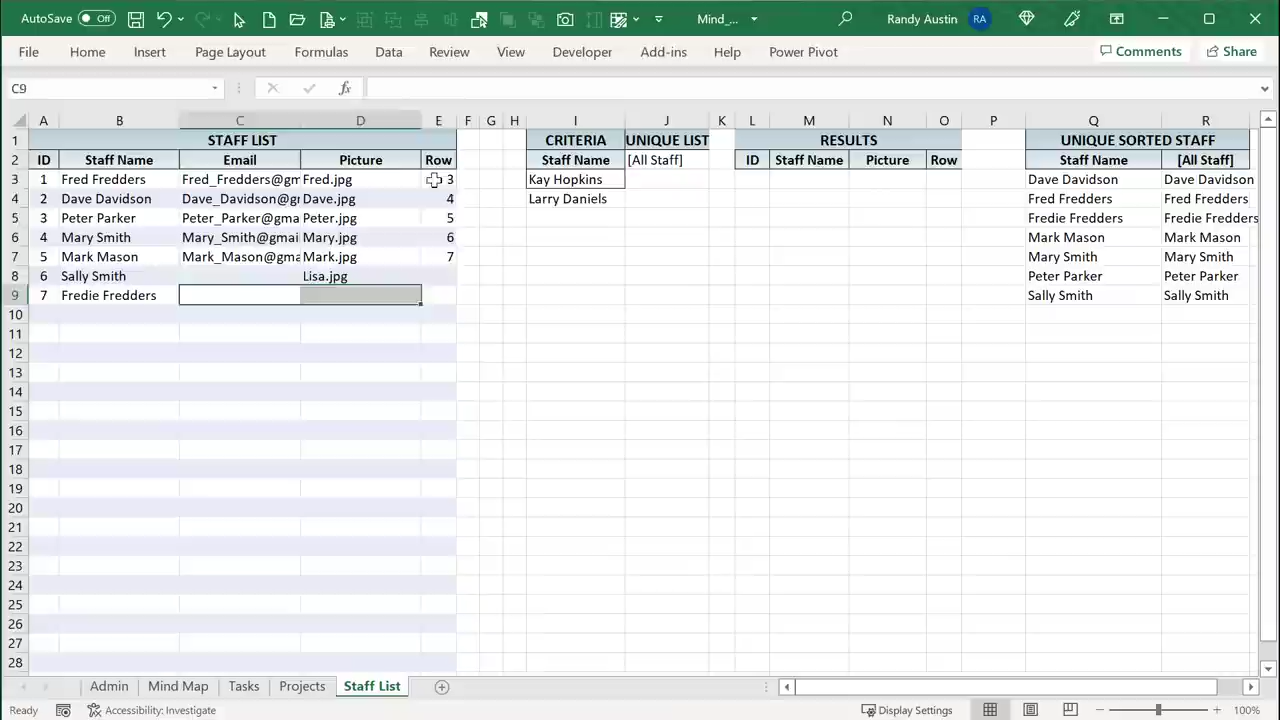 AutoSave Off Mind_... Randy Austin RA
File Home Insert Page Layout Formulas Data Review View Developer Add-ins Help Power Pivot Comments Share
C9 fx
A B C D E F G H I J K L M N O P Q R
1 STAFF LIST CRITERIA UNIQUE LIST RESULTS UNIQUE SORTED STAFF
2 ID Staff Name Email Picture Row Staff Name [All Staff] ID Staff Name Picture Row Staff Name [All Staff]
3 1 Fred Fredders Fred_Fredders@gm Fred.jpg 3 Kay Hopkins Dave Davidson Dave Davidson
4 2 Dave Davidson Dave_Davidson@gr Dave.jpg 4 Larry Daniels Fred Fredders Fred Fredders
5 3 Peter Parker Peter_Parker@gma Peter.jpg 5 Fredie Fredders Fredie Fredders
6 4 Mary Smith Mary_Smith@gmai Mary.jpg 6 Mark Mason Mark Mason
7 5 Mark Mason Mark_Mason@gma Mark.jpg 7 Mary Smith Mary Smith
8 6 Sally Smith Lisa.jpg Peter Parker Peter Parker
9 7 Fredie Fredders Sally Smith Sally Smith
10
11
12
13
14
15
16
17
18
19
20
21
22
23
24
25
26
27
28
Admin Mind Map Tasks Projects Staff List
Ready Accessibility: Investigate Display Settings 100%